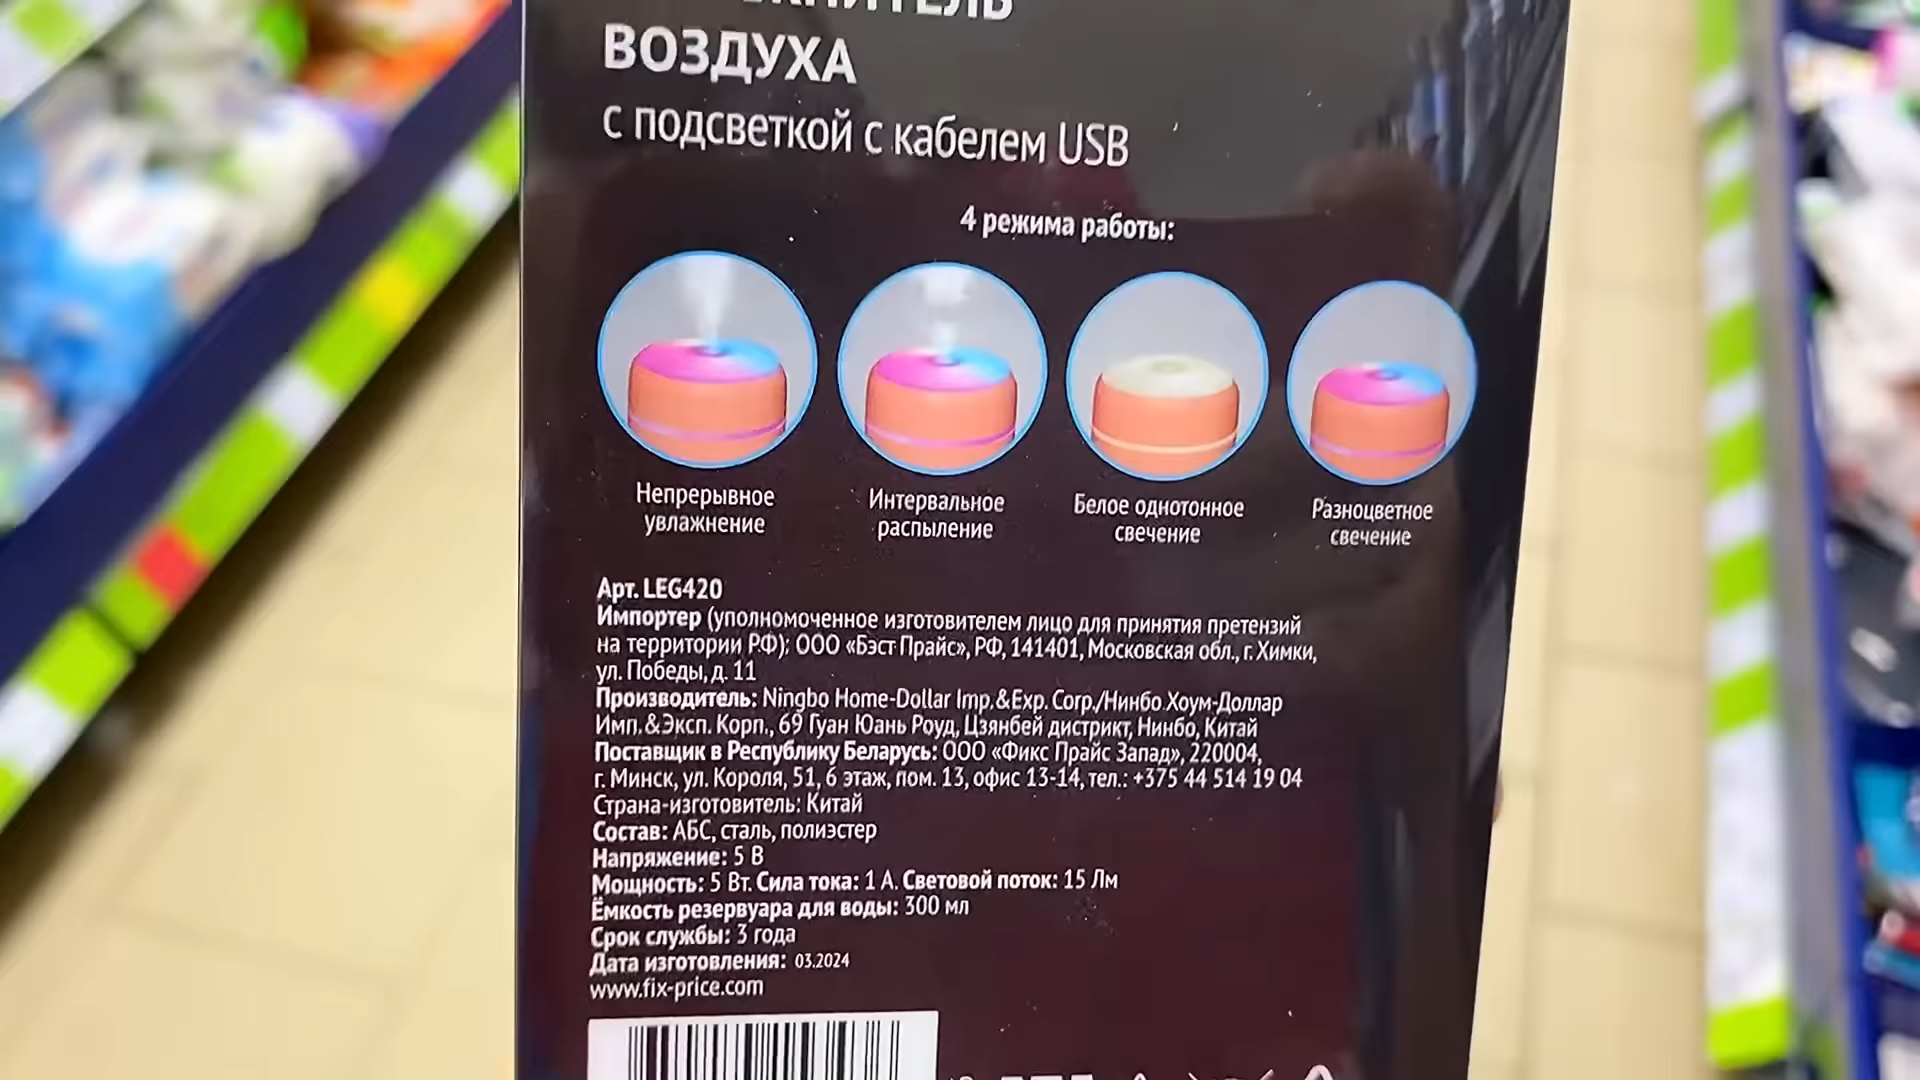 ВОЗДУХА
с подсветкой с кабелем USB
4 режима работы:
Непрерывное
увлажнение
Интервальное
распыление
Белое однотонное
свечение
Разноцветное
свечение
Арт. LEG420
Импортер (уполномоченное изготовителем лицо для принятия претензий
на территории РФ): ООО «Бэст Прайс», РФ, 141401, Московская обл., г. Химки,
ул. Победы, д. 11
Производитель: Ningbo Home-Dollar Imp.&Exp. Corp./Нинбо Хоум-Доллар
Имп.&Эксп. Корп., 69 Гуан Юань Роуд, Цзянбей дистрикт, Нинбо, Китай
Поставщик в Республику Беларусь: ООО «Фикс Прайс Запад», 220004,
г. Минск, ул. Короля, 51, 6 этаж, пом. 13, офис 13-14, тел.: +375 44 514 19 04
Страна-изготовитель: Китай
Состав: АБС, сталь, полиэстер
Напряжение: 5 В
Мощность: 5 Вт. Сила тока: 1 А. Световой поток: 15 Лм
Ёмкость резервуара для воды: 300 мл
Срок службы: 3 года
Дата изготовления: 03.2024
www.fix-price.com